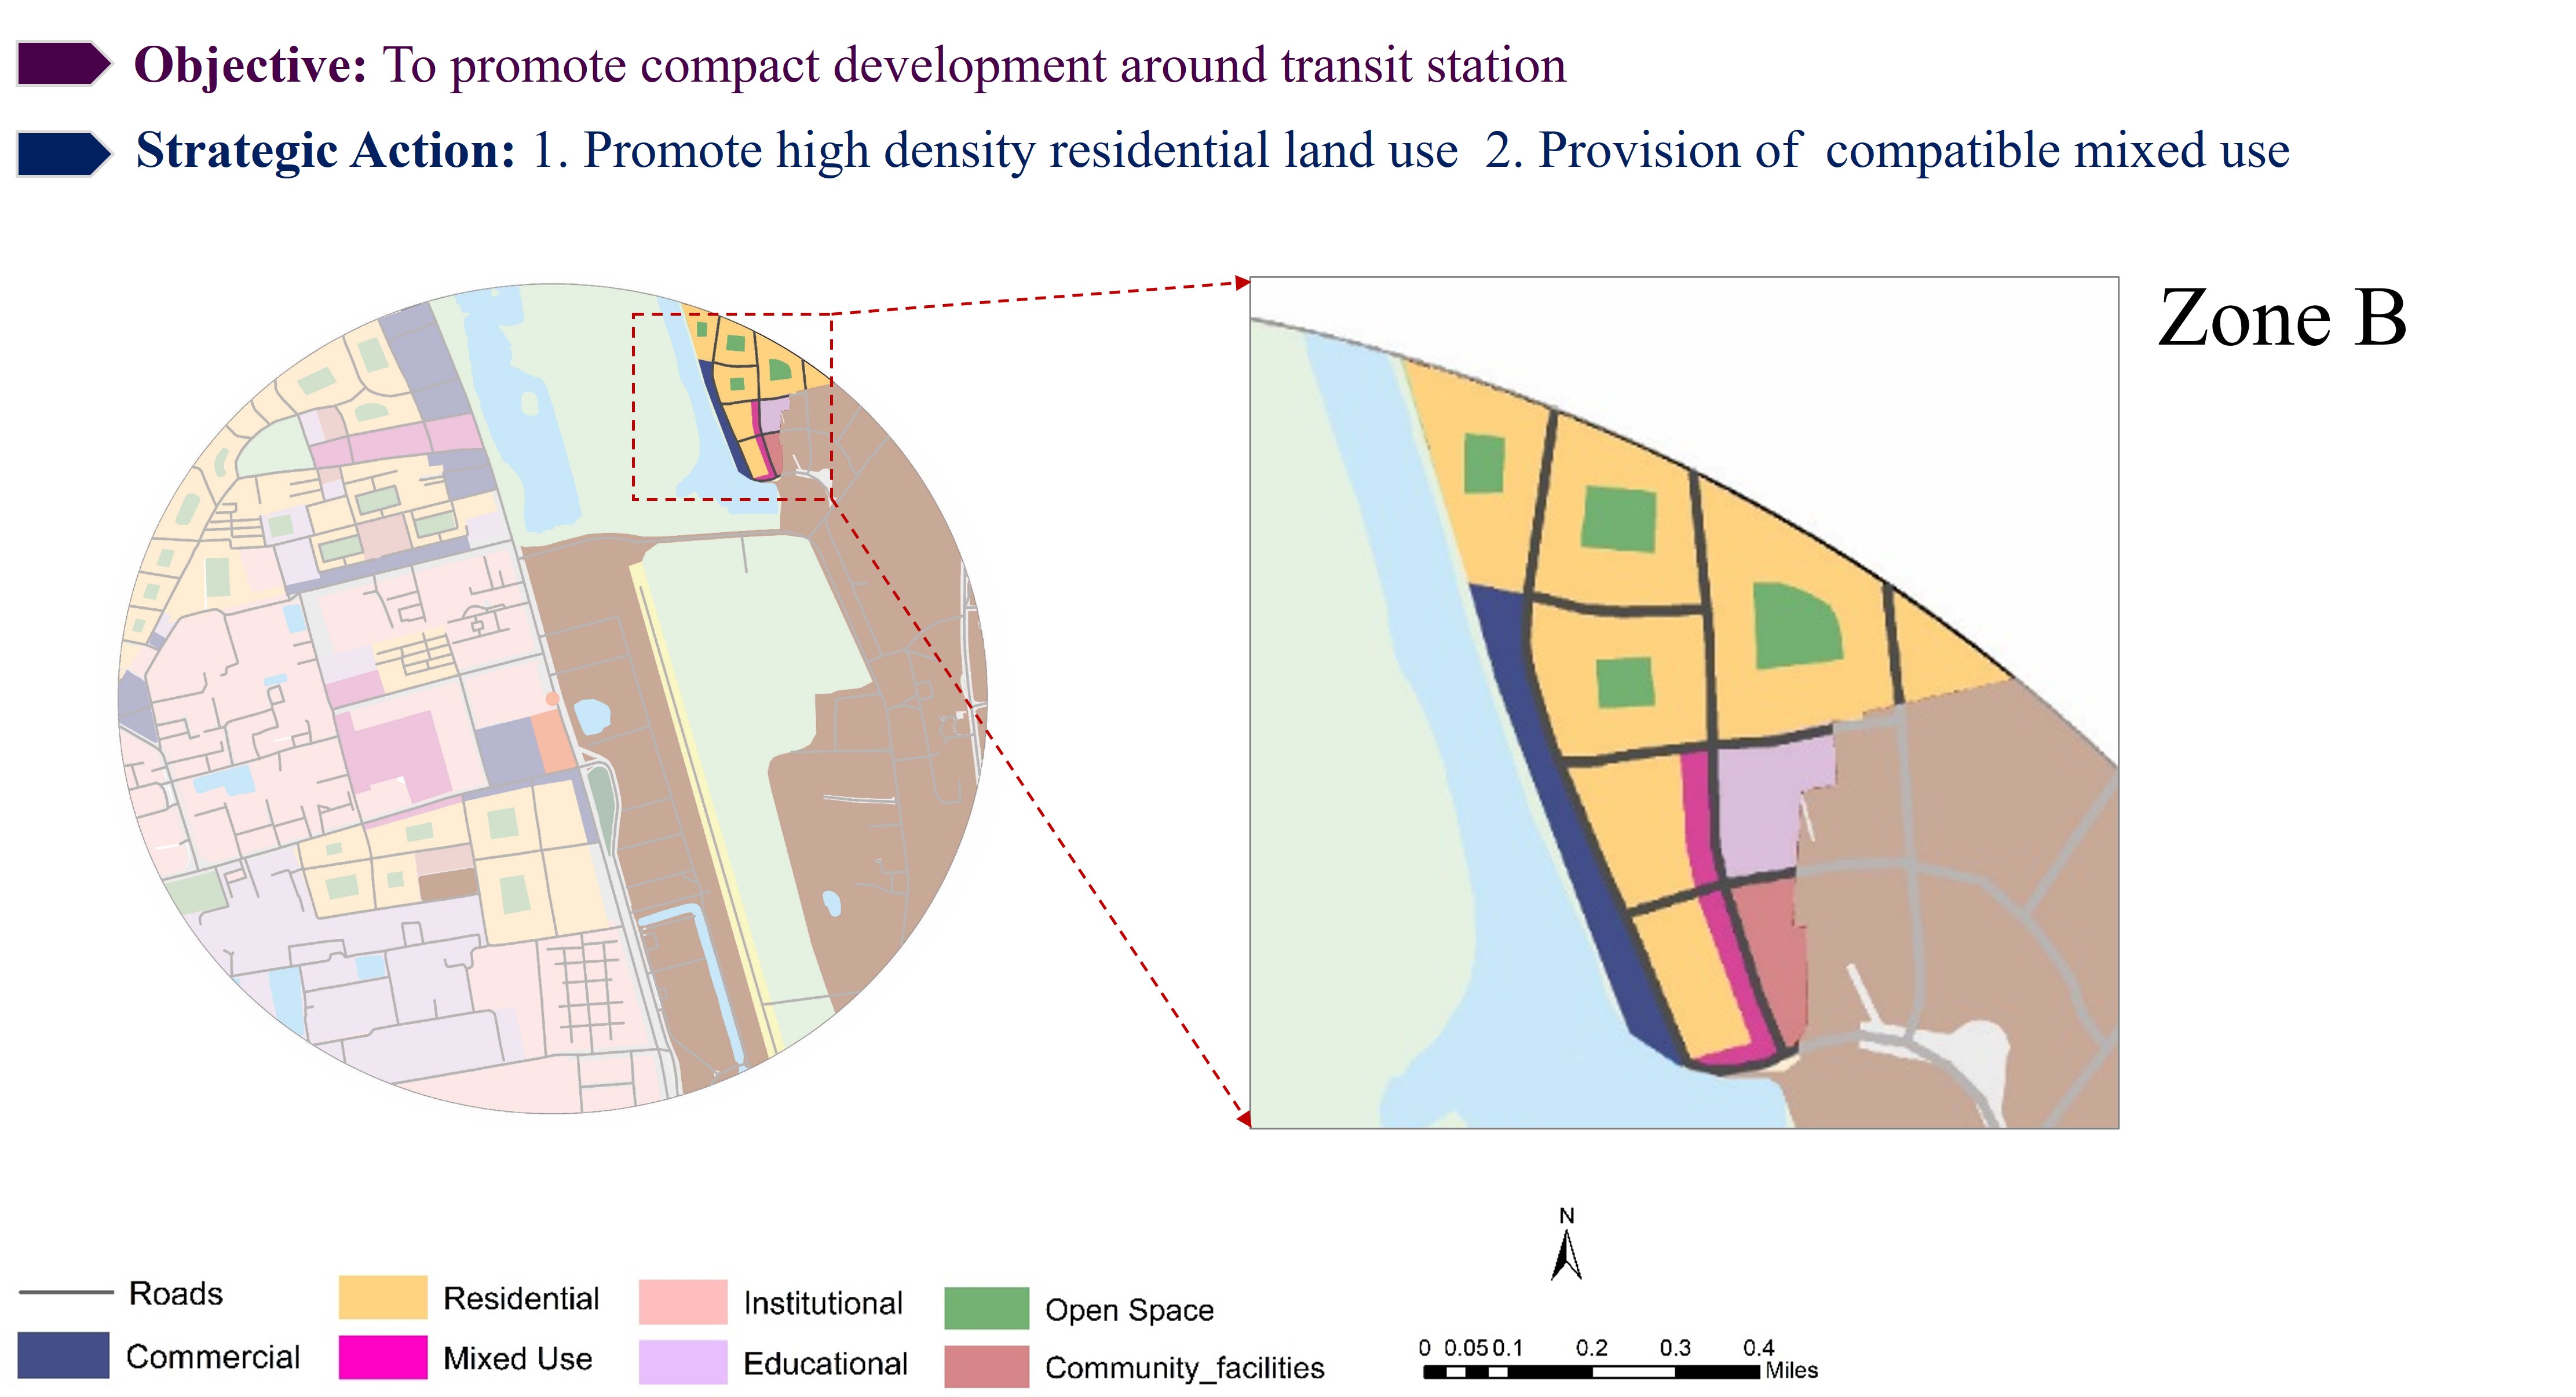 Objective: To promote compact development around transit station
Strategic Action: 1. Promote high density residential land use 2. Provision of compatible mixed use
Zone B
N
Roads
Residential
Institutional
Open Space
Commercial
Mixed Use
Educational
Community_facilities
0 0.05 0.1 0.2 0.3 0.4
Miles